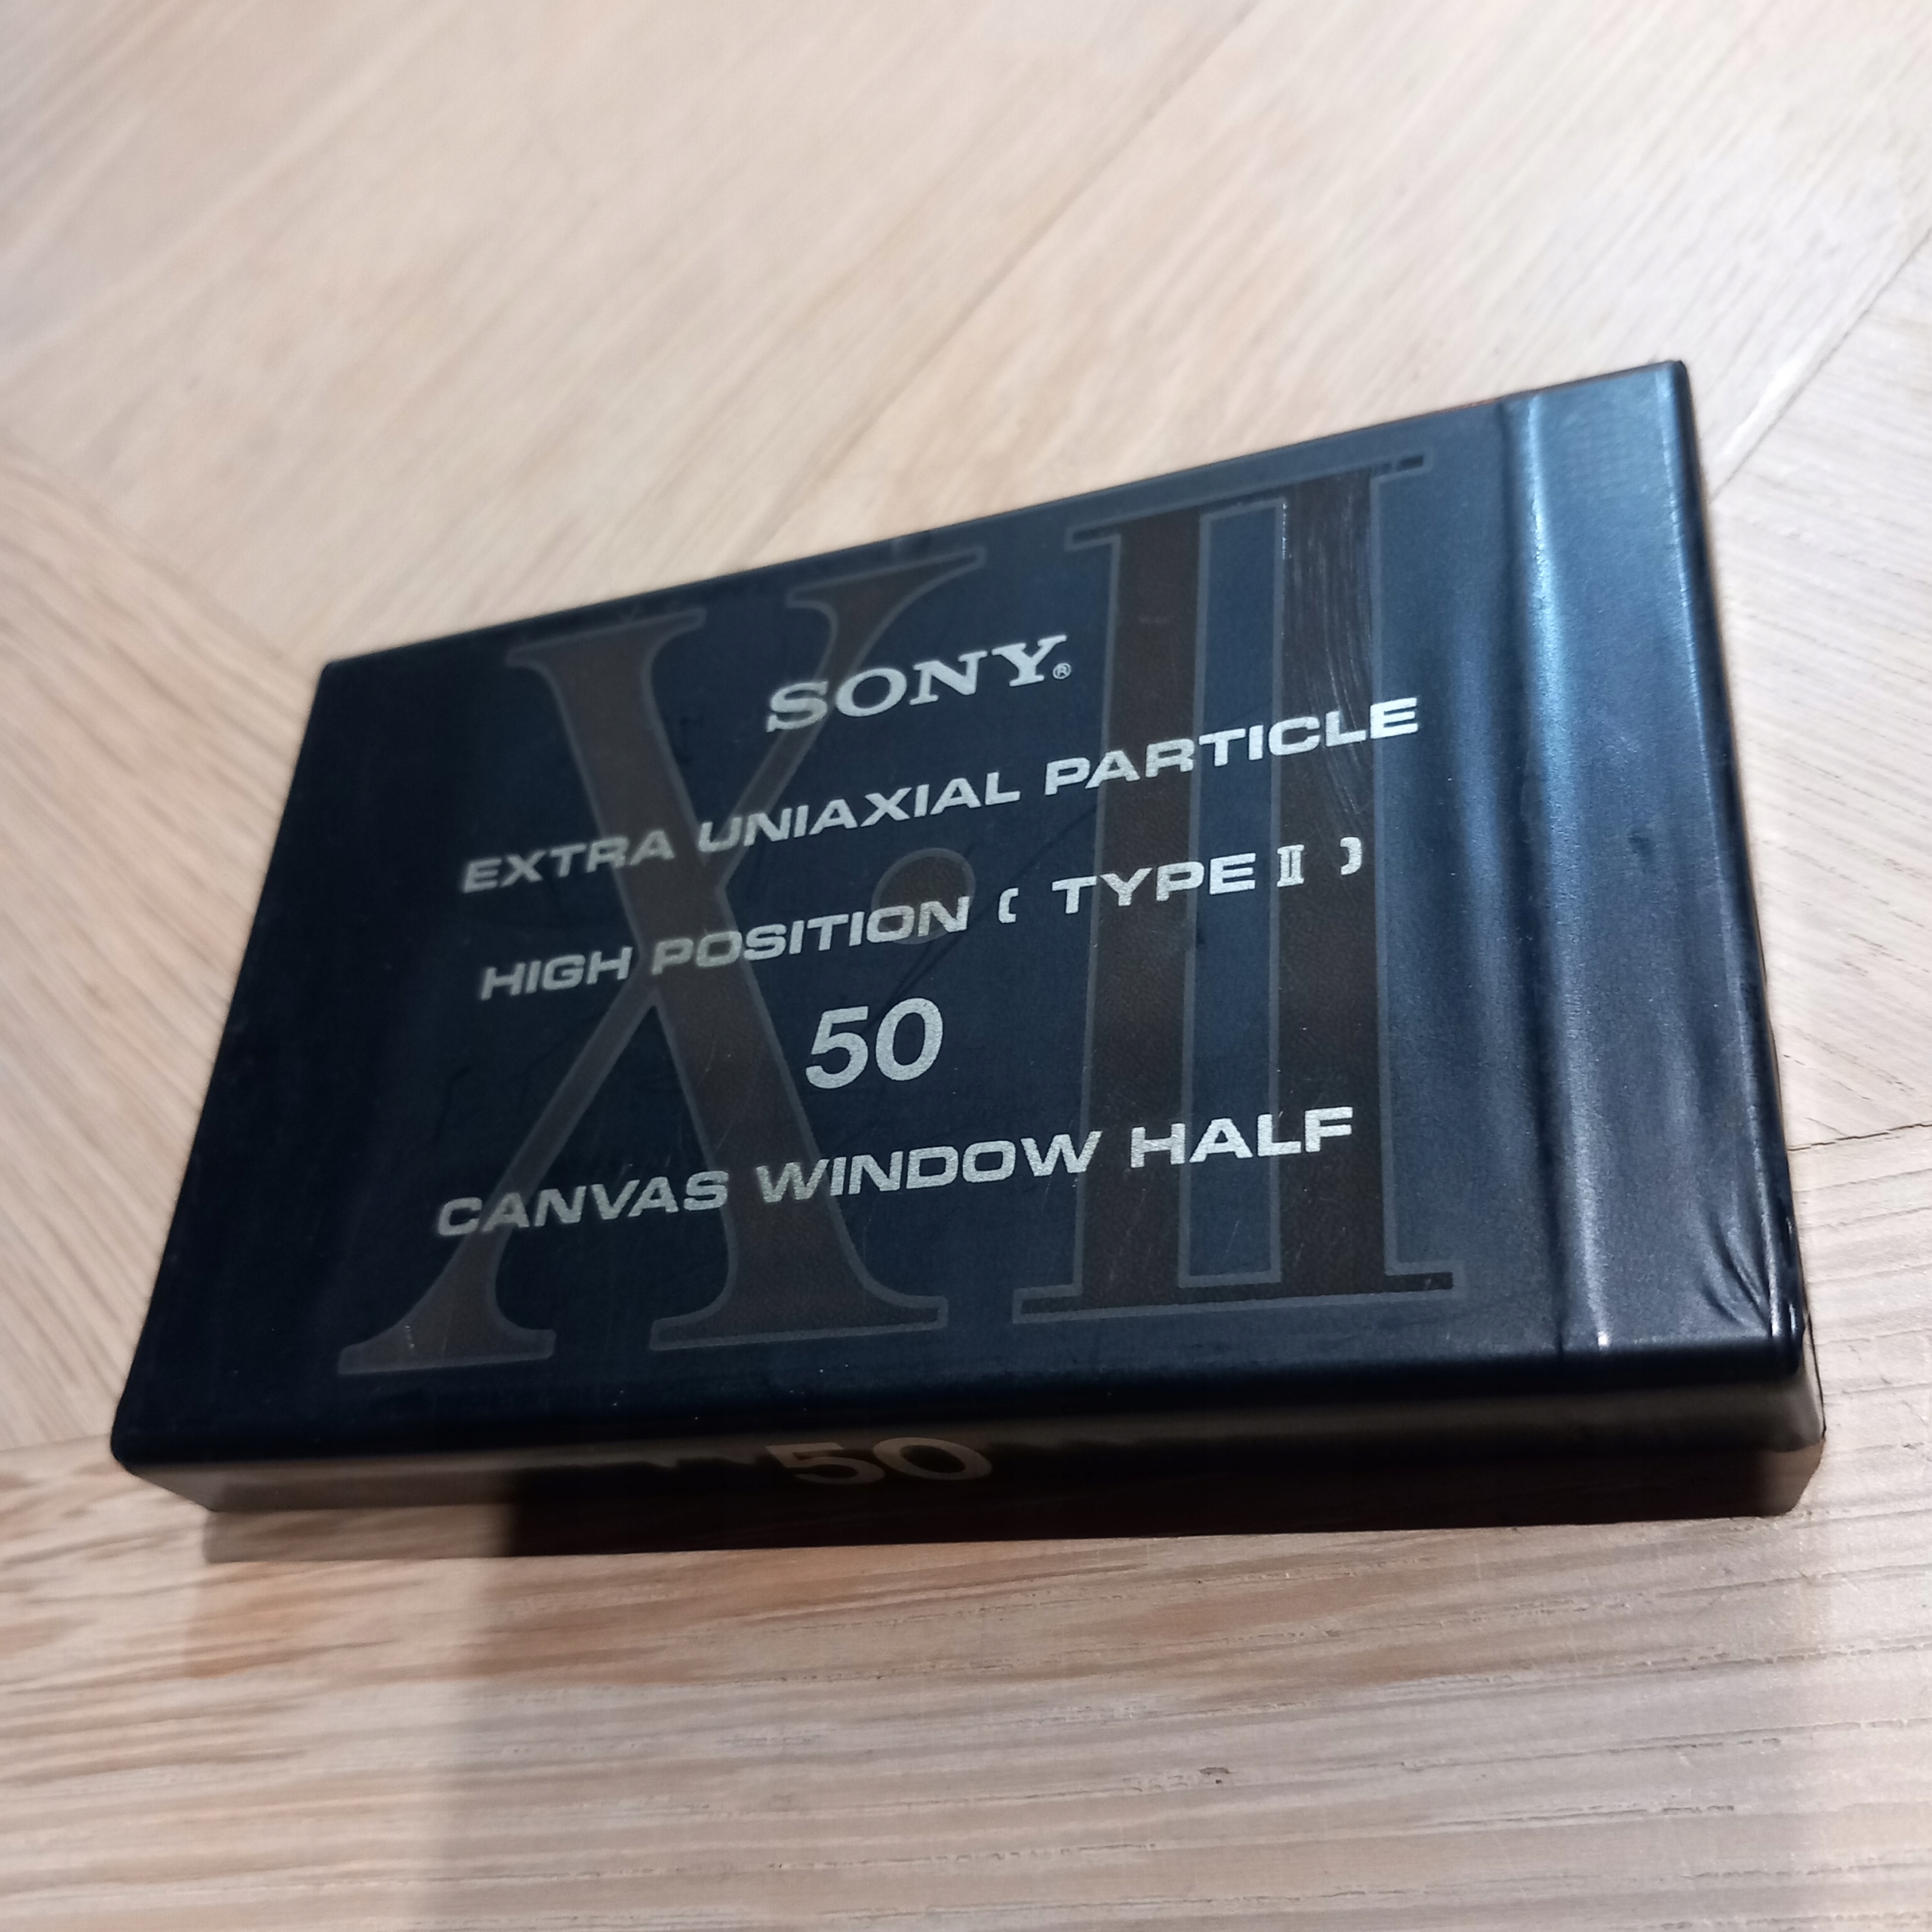 X•II
SONY®
EXTRA UNIAXIAL PARTICLE
HIGH POSITION ( TYPE II )
50
CANVAS WINDOW HALF
50